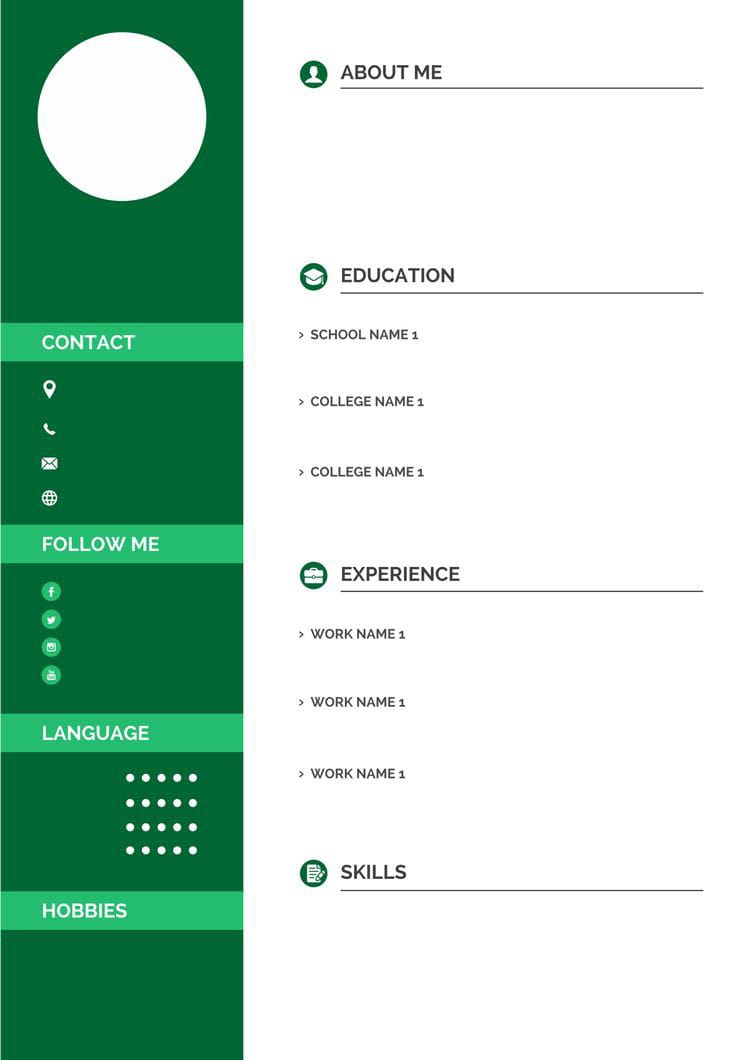 CONTACT
FOLLOW ME
LANGUAGE
HOBBIES
ABOUT ME
EDUCATION
› SCHOOL NAME 1
› COLLEGE NAME 1
› COLLEGE NAME 1
EXPERIENCE
› WORK NAME 1
› WORK NAME 1
› WORK NAME 1
SKILLS